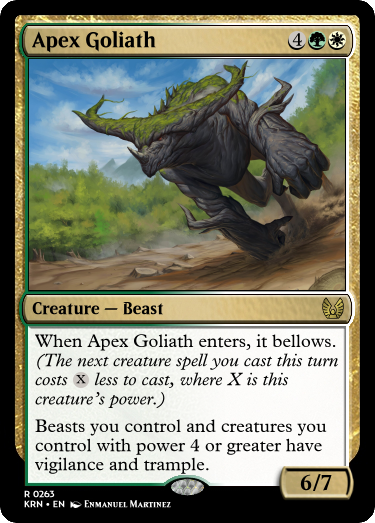 Apex Goliath 4
Creature — Beast
When Apex Goliath enters, it bellows.
(The next creature spell you cast this turn
costs X less to cast, where X is this
creature's power.)
Beasts you control and creatures you
control with power 4 or greater have
vigilance and trample.
6/7
R 0263
KRN • EN Enmanuel Martinez